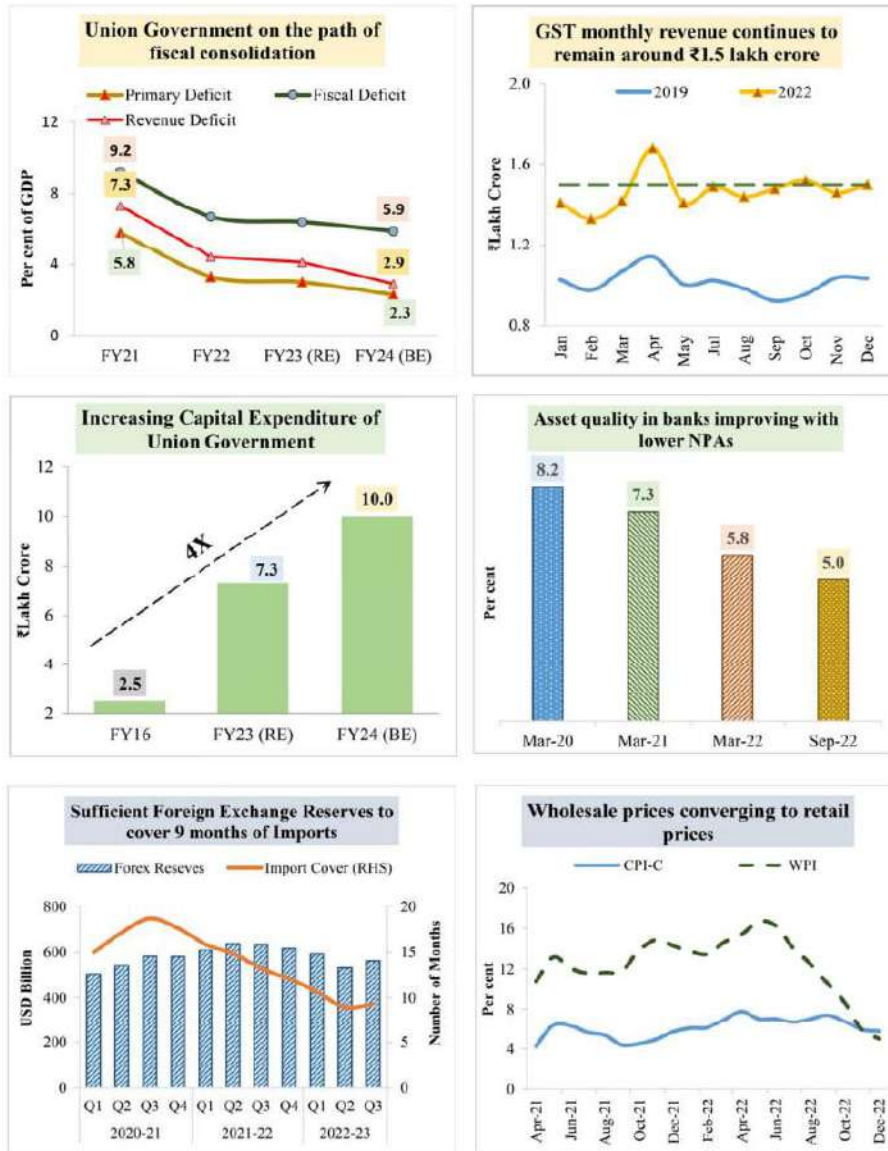 Union Government on the path of
fiscal consolidation
Primary Deficit
Fiscal Deficit
Revenue Deficit
Per cent of GDP
12
8
4
0
9.2
7.3
5.8
5.9
2.9
2.3
FY21
FY22
FY23 (RE)
FY24 (BE)
GST monthly revenue continues to
remain around ₹1.5 lakh crore
2019
2022
₹Lakh Crore
2.0
1.6
1.2
0.8
Jan
Feb
Mar
Apr
May
Jul
Aug
Sep
Oct
Nov
Dec
Increasing Capital Expenditure of
Union Government
₹Lakh Crore
12
10
8
6
4
2
4X
2.5
7.3
10.0
FY16
FY23 (RE)
FY24 (BE)
Asset quality in banks improving with
lower NPAs
Per cent
8.2
7.3
5.8
5.0
Mar-20
Mar-21
Mar-22
Sep-22
Sufficient Foreign Exchange Reserves to
cover 9 months of Imports
Forex Reseves
Import Cover (RHS)
USD Billion
800
600
400
200
0
Number of Months
20
15
10
5
0
Q1 Q2 Q3 Q4 Q1 Q2 Q3 Q4 Q1 Q2 Q3
2020-21
2021-22
2022-23
Wholesale prices converging to retail
prices
CPI-C
WPI
Per cent
20
16
12
8
4
0
Apr-21
Jun-21
Aug-21
Oct-21
Dec-21
Feb-22
Apr-22
Jun-22
Aug-22
Oct-22
Dec-22